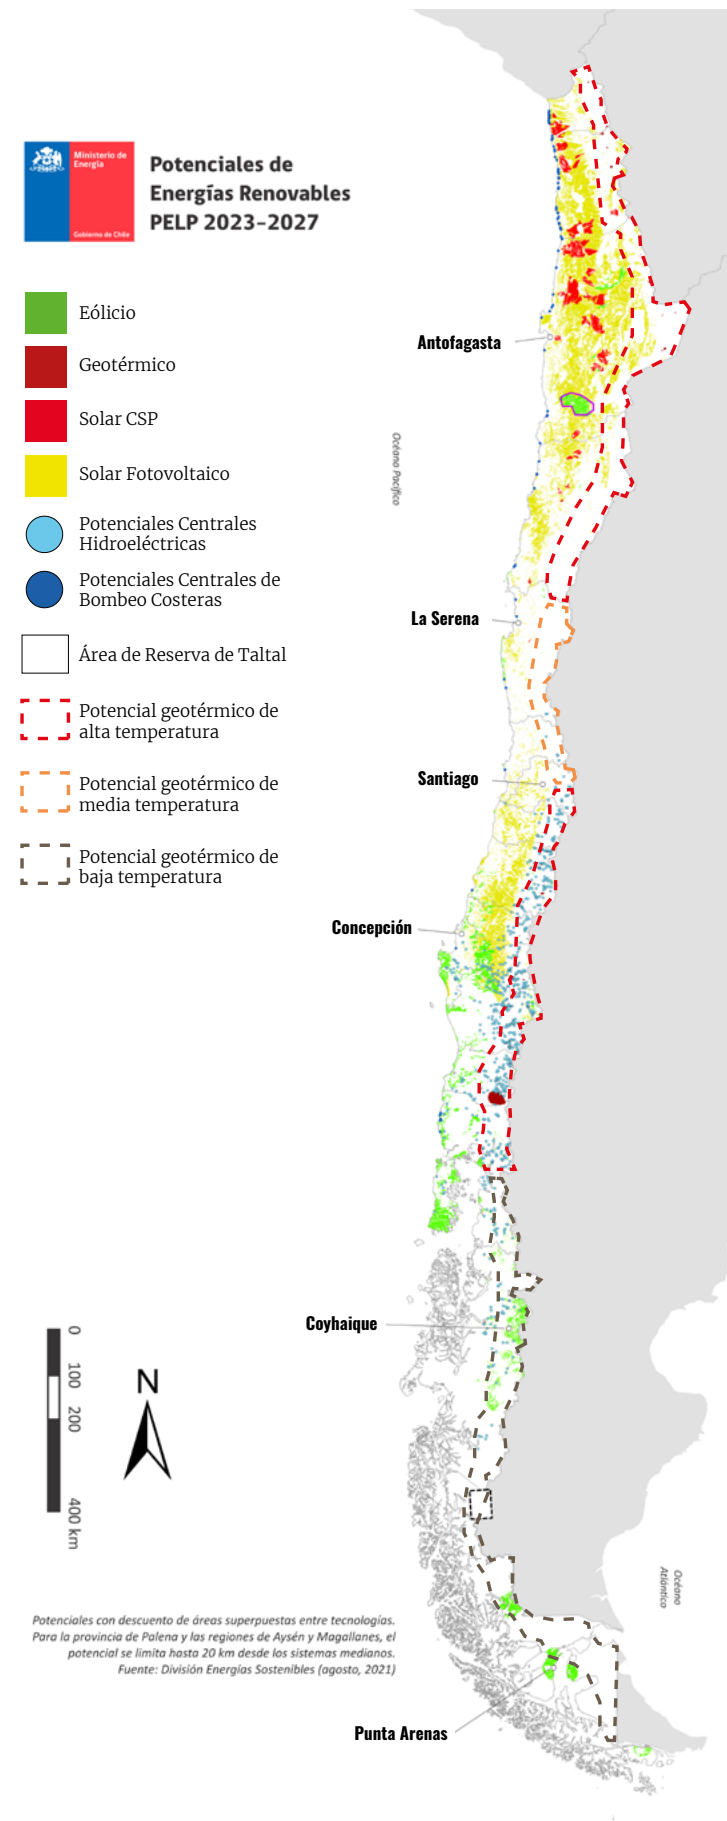 Ministerio de
Energía
Gobierno de Chile
Potenciales de
Energías Renovables
PELP 2023-2027
Eólicio
Geotérmico
Solar CSP
Solar Fotovoltaico
Potenciales Centrales
Hidroeléctricas
Potenciales Centrales de
Bombeo Costeras
Área de Reserva de Taltal
Potencial geotérmico de
alta temperatura
Potencial geotérmico de
media temperatura
Potencial geotérmico de
baja temperatura
Antofagasta
Océano Pacífico
La Serena
Santiago
Concepción
Coyhaique
0
100
200
400 km
N
Océano
Atlántico
Potenciales con descuento de áreas superpuestas entre tecnologías.
Para la provincia de Palena y las regiones de Aysén y Magallanes, el
potencial se limita hasta 20 km desde los sistemas medianos.
Fuente: División Energías Sostenibles (agosto, 2021)
Punta Arenas